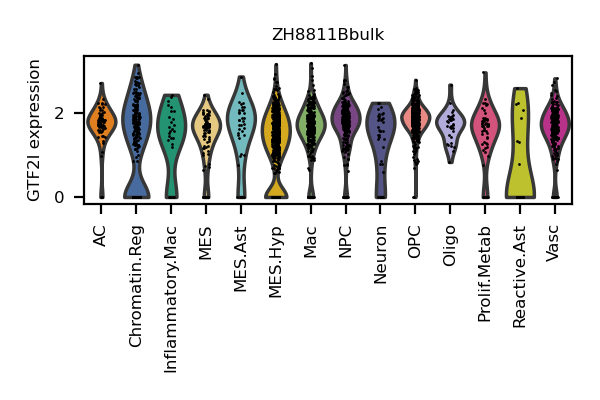 ZH8811Bbulk
GTF2I expression
2
0
AC
Chromatin.Reg
Inflammatory.Mac
MES
MES.Ast
MES.Hyp
Mac
NPC
Neuron
OPC
Oligo
Prolif.Metab
Reactive.Ast
Vasc